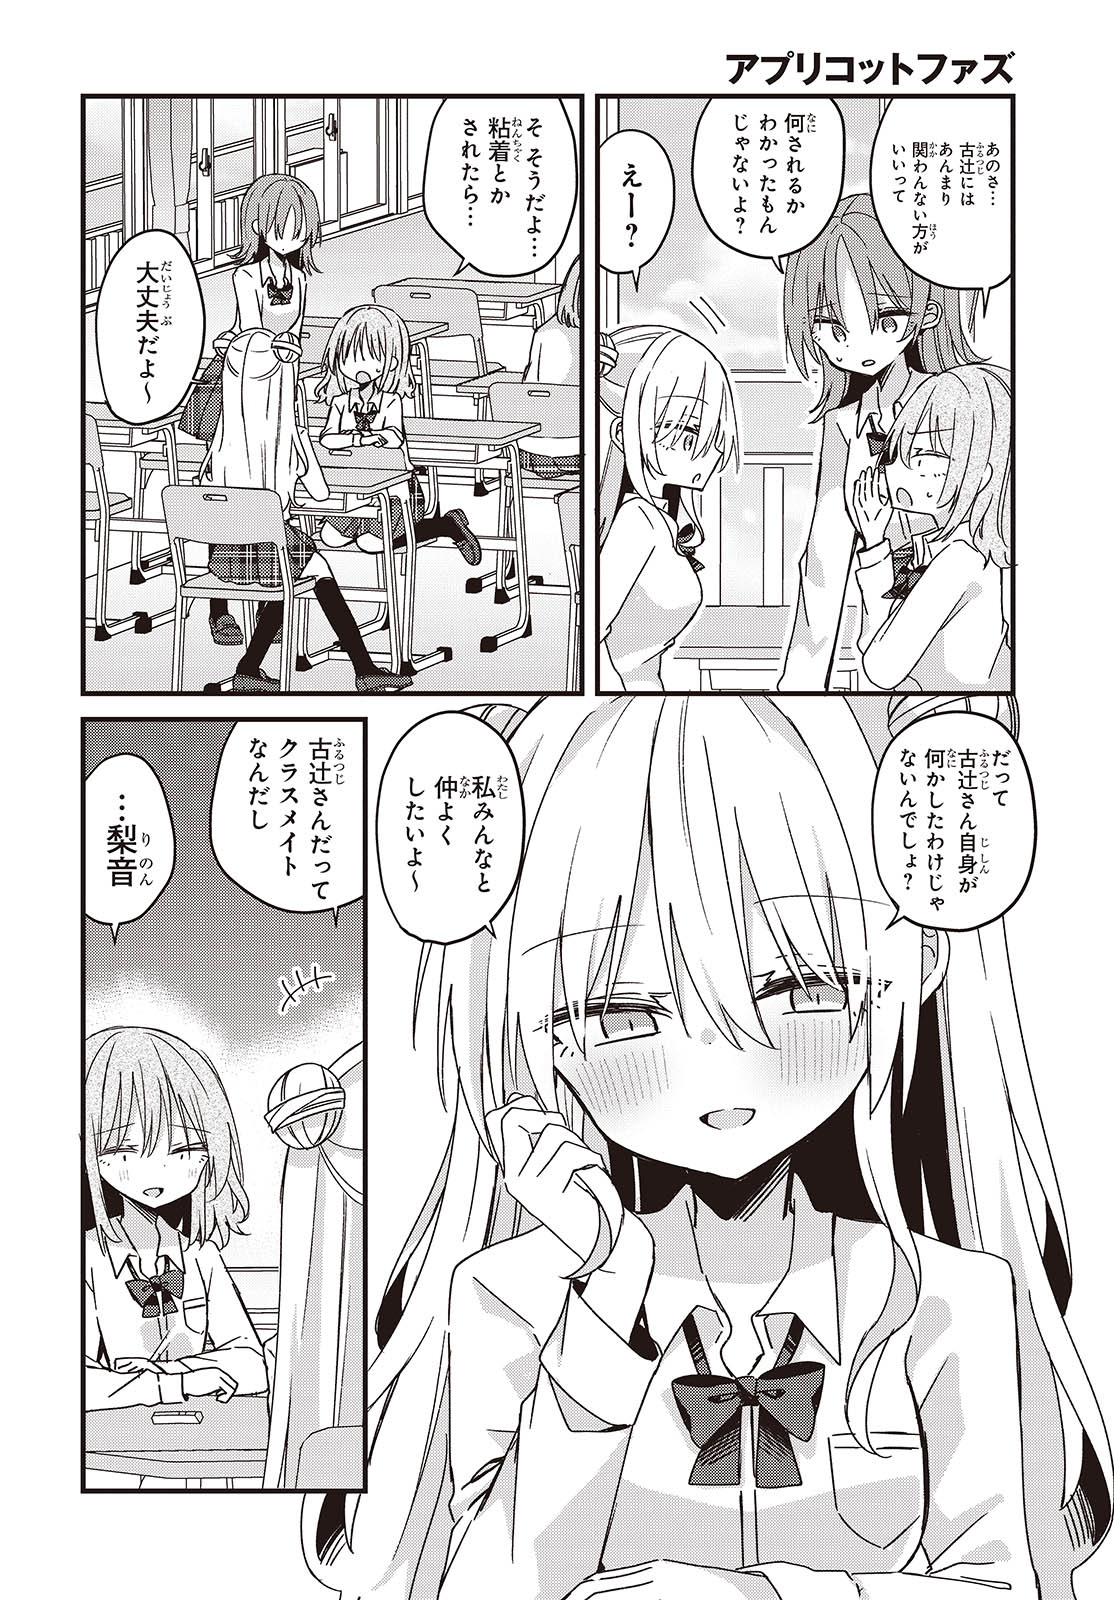 アプリコットファズ
あのさ…
古辻には
あんまり
関わんない方が
いいって
何されるか
わかったもん
じゃないよ?
えー?
そ そうだよ…
粘着とか
されたら…
大丈夫だよ〜
だって
古辻さん自身が
何かしたわけじゃ
ないんでしょ?
私みんなと
仲よく
したいよ〜
古辻さんだって
クラスメイト
なんだし
…梨音